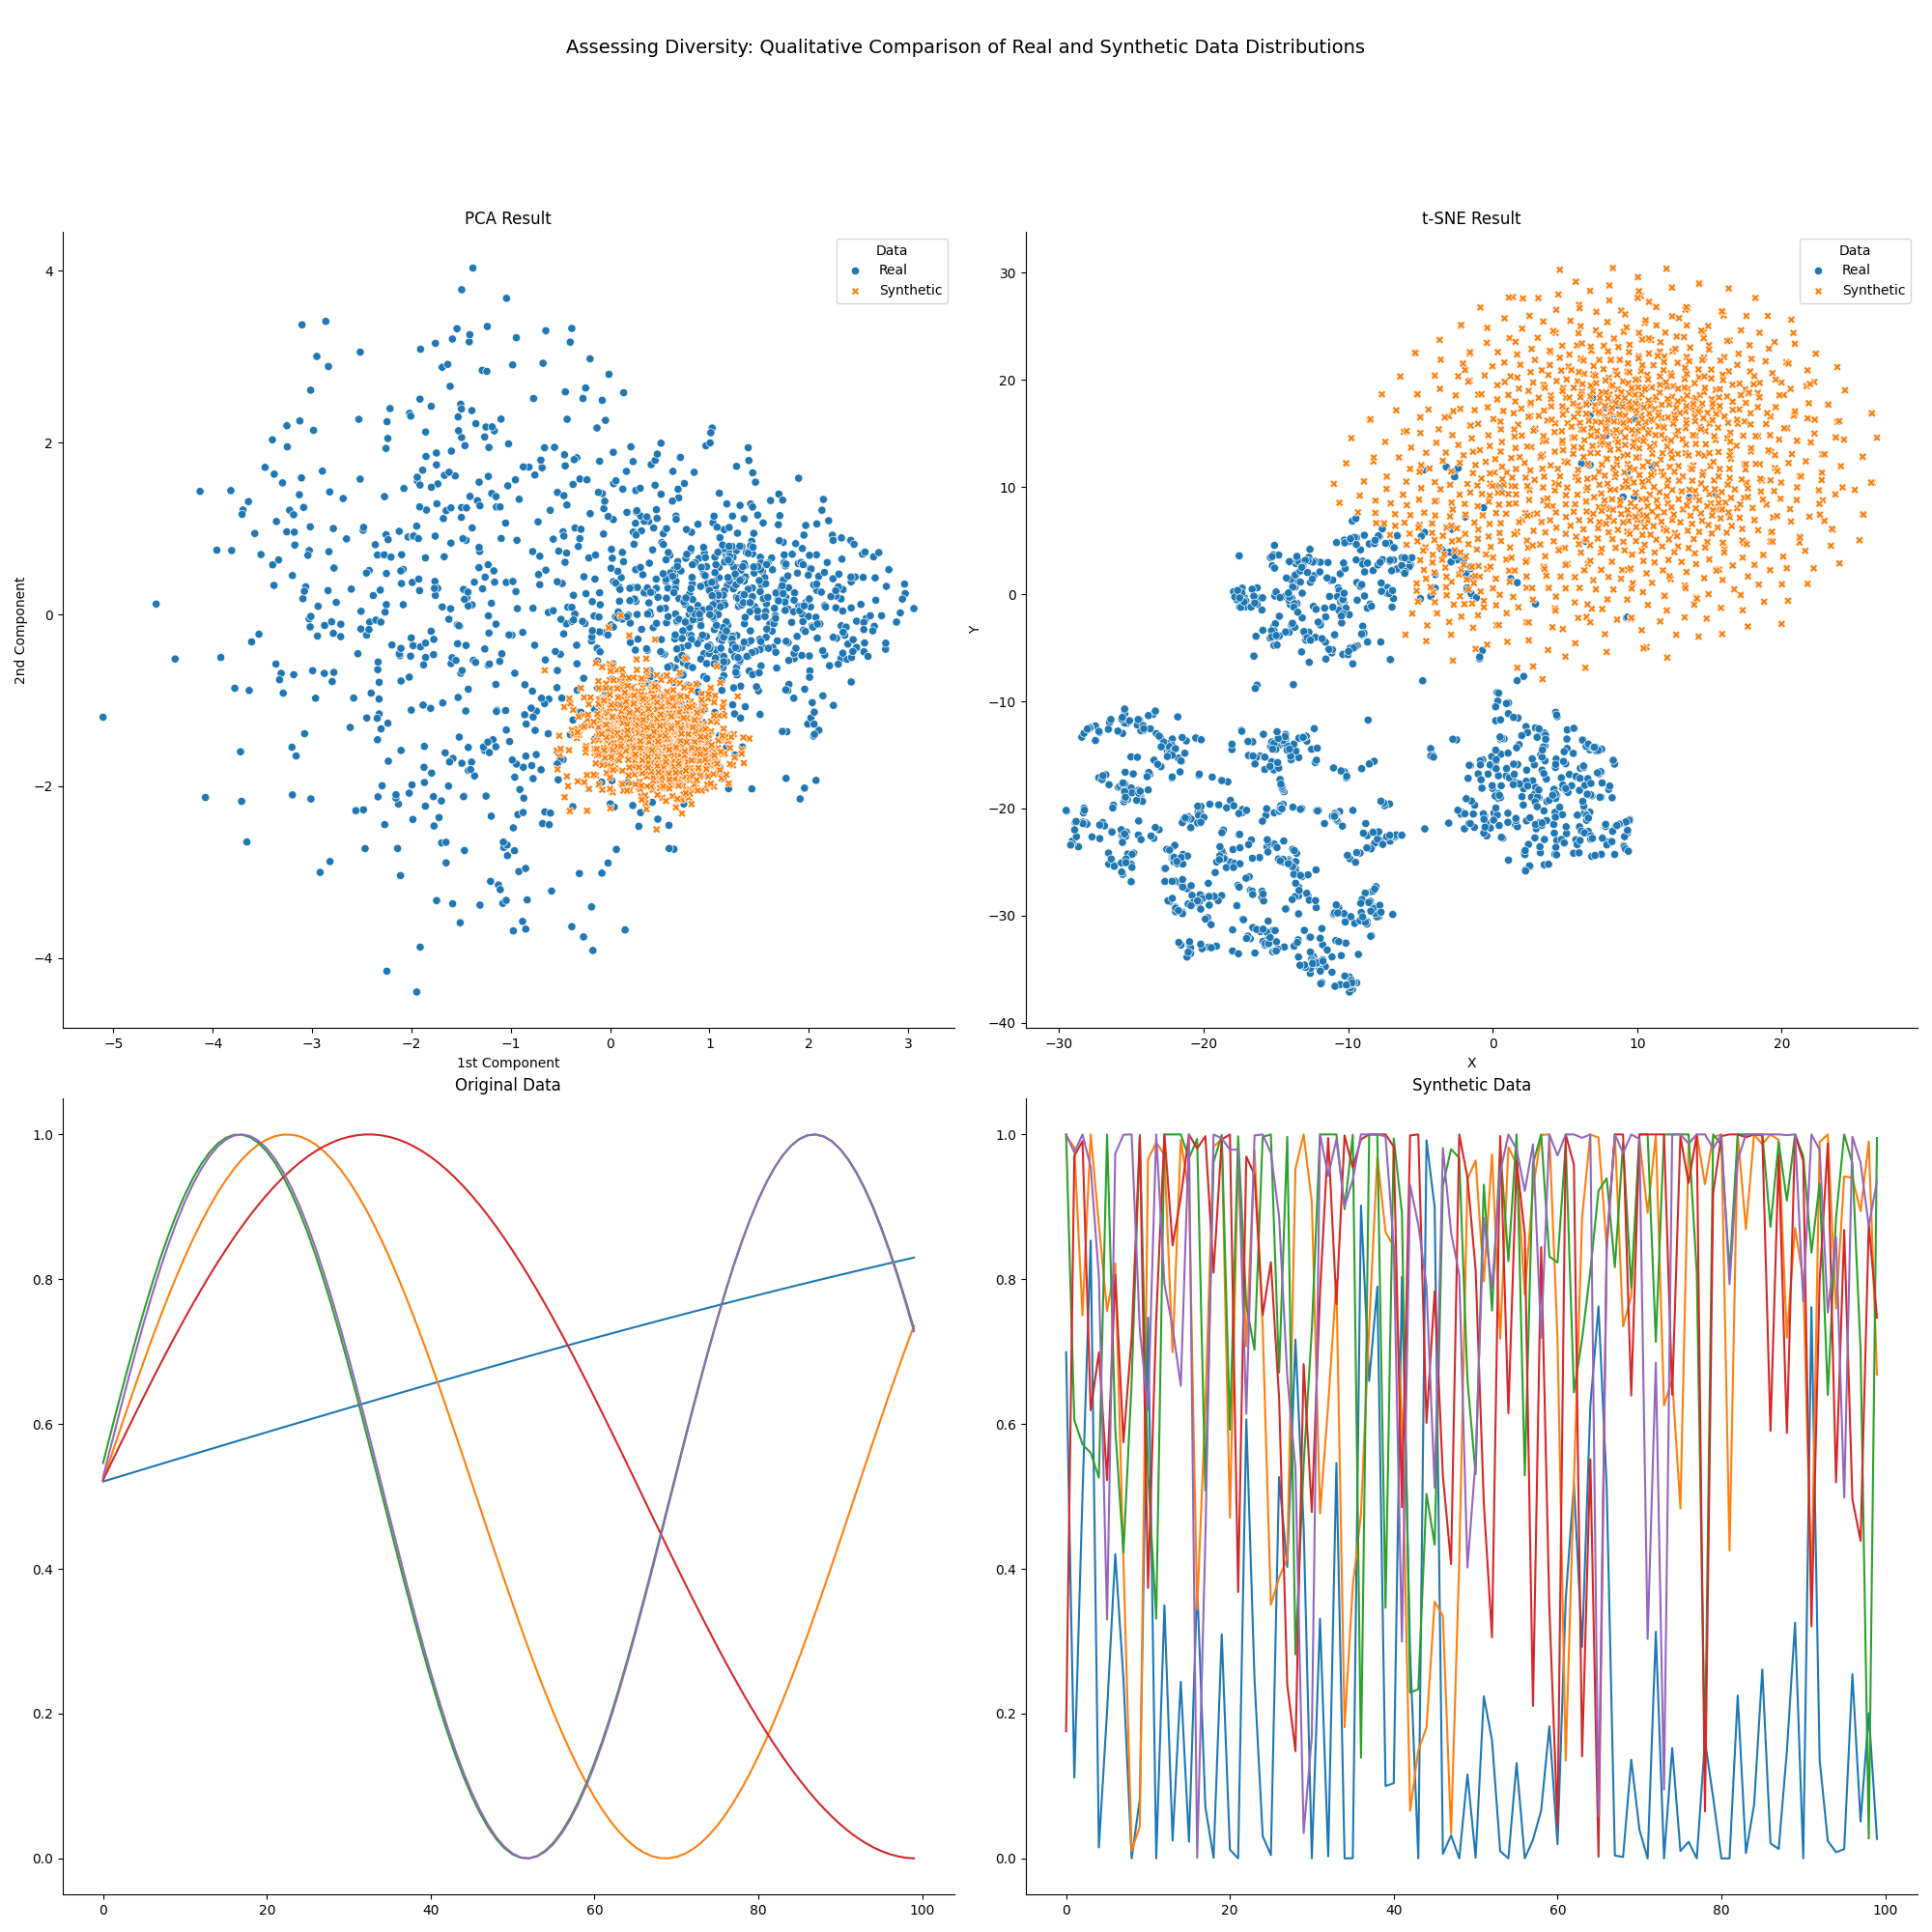 Assessing Diversity: Qualitative Comparison of Real and Synthetic Data Distributions
PCA Result
Data
Real
Synthetic
4
2
0
−2
−4
2nd Component
−5 −4 −3 −2 −1 0 1 2 3
1st Component
t-SNE Result
Data
Real
Synthetic
30
20
10
0
−10
−20
−30
−40
Y
−30 −20 −10 0 10 20
X
Original Data
1.0
0.8
0.6
0.4
0.2
0.0
0 20 40 60 80 100
Synthetic Data
1.0
0.8
0.6
0.4
0.2
0.0
0 20 40 60 80 100